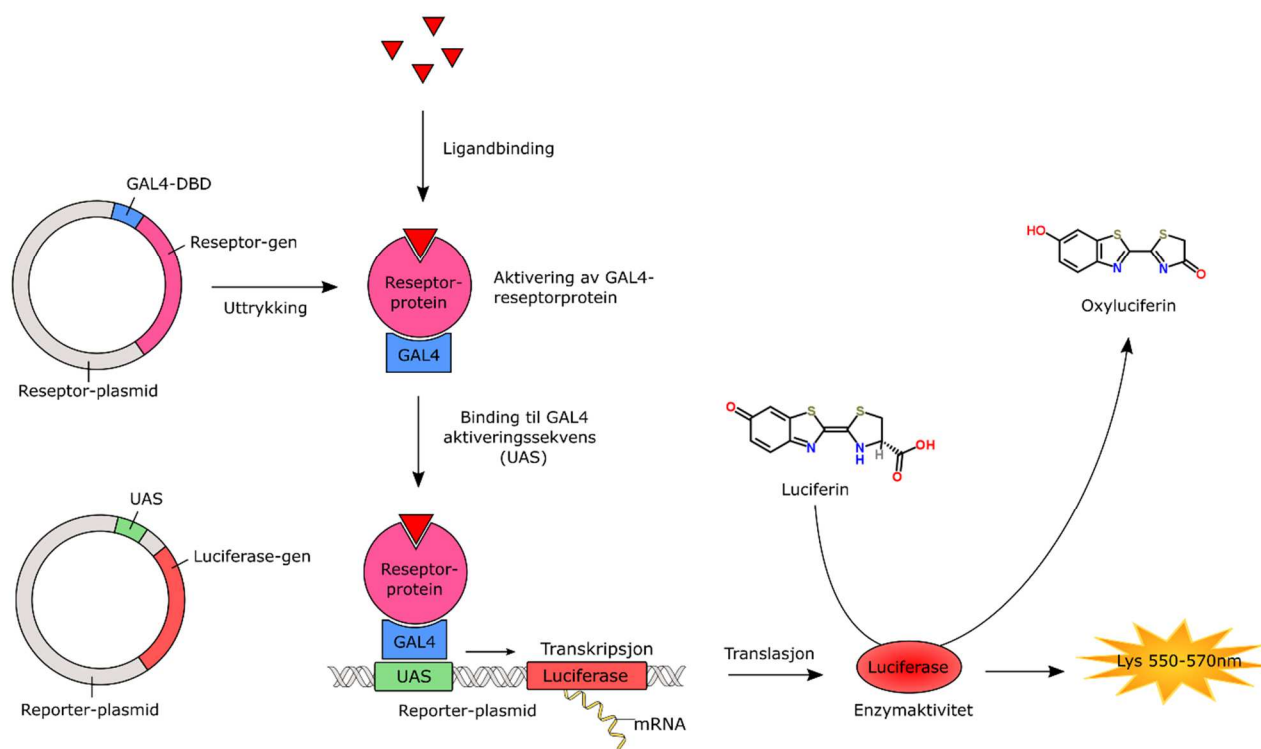 Ligandbinding
GAL4-DBD
Reseptor-gen
Uttrykking
Reseptor-plasmid
Reseptor-
protein
GAL4
Aktivering av GAL4-
reseptorprotein
Binding til GAL4
aktiveringssekvens
(UAS)
UAS
Luciferase-gen
Reporter-plasmid
Reseptor-
protein
GAL4
UAS
Transkripsjon
Luciferase
Reporter-plasmid
mRNA
Translasjon
O
S
N
S
N
H
H
OH
O
Luciferin
HO
S
N
S
N
O
Oxyluciferin
Luciferase
Enzymaktivitet
Lys 550-570nm